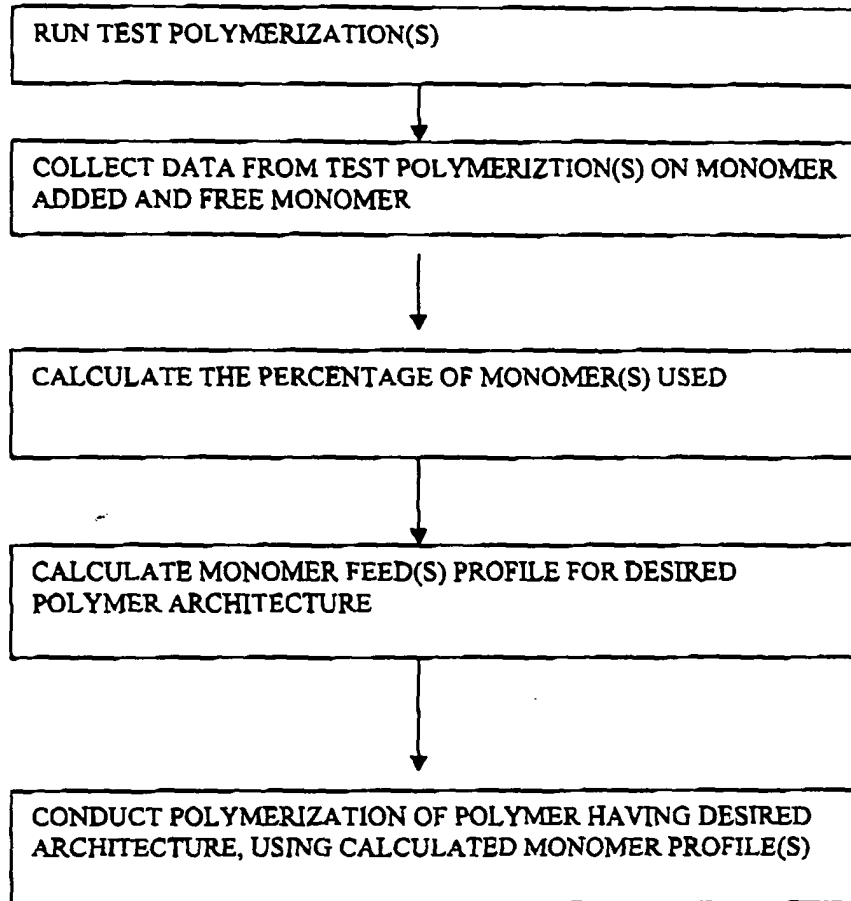 RUN TEST POLYMERIZATION(S)
COLLECT DATA FROM TEST POLYMERIZTION(S) ON MONOMER
ADDED AND FREE MONOMER
CALCULATE THE PERCENTAGE OF MONOMER(S) USED
CALCULATE MONOMER FEED(S) PROFILE FOR DESIRED
POLYMER ARCHITECTURE
CONDUCT POLYMERIZATION OF POLYMER HAVING DESIRED
ARCHITECTURE, USING CALCULATED MONOMER PROFILE(S)